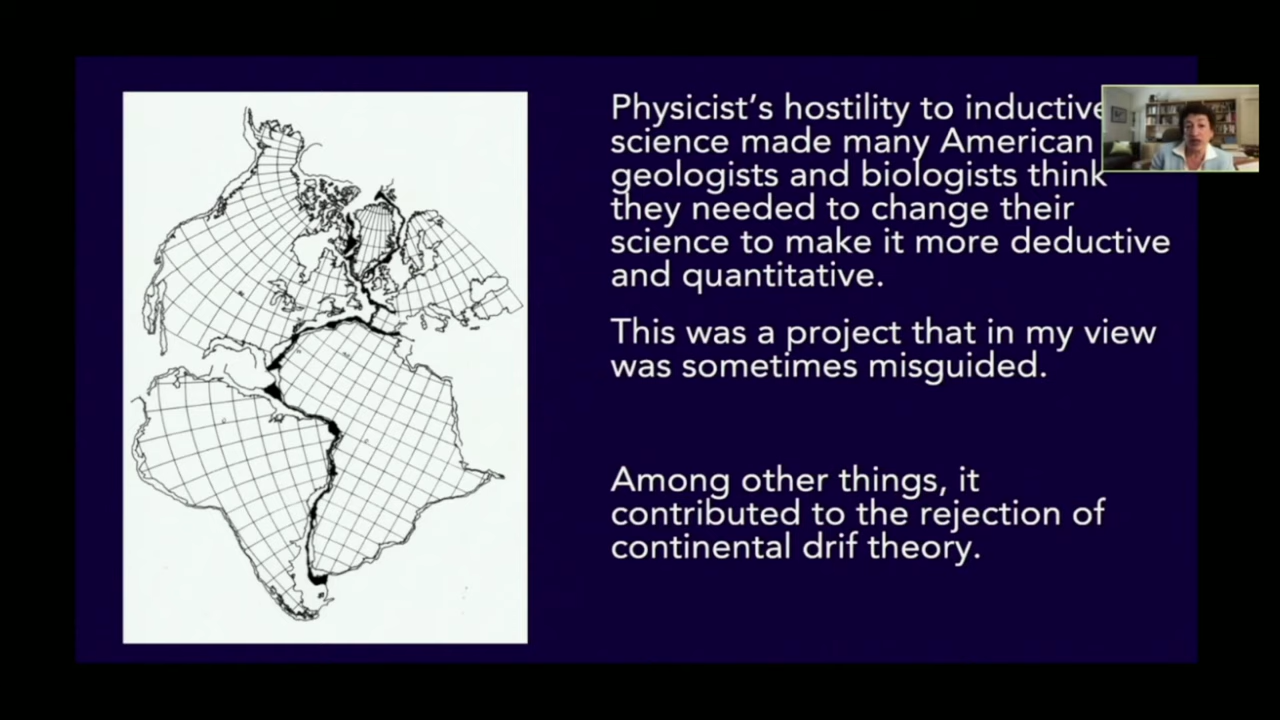 Physicist's hostility to inductive
science made many American
geologists and biologists think
they needed to change their
science to make it more deductive
and quantitative.
This was a project that in my view
was sometimes misguided.
Among other things, it
contributed to the rejection of
continental drif theory.